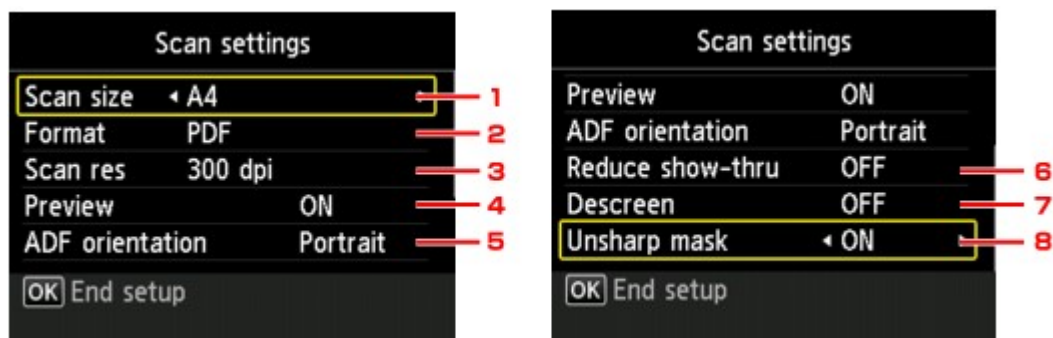 Scan settings
Scan size A4 1
Format PDF 2
Scan res 300 dpi 3
Preview ON 4
ADF orientation Portrait 5
OK End setup
Scan settings
Preview ON
ADF orientation Portrait
Reduce show-thru OFF 6
Descreen OFF 7
Unsharp mask ON 8
OK End setup